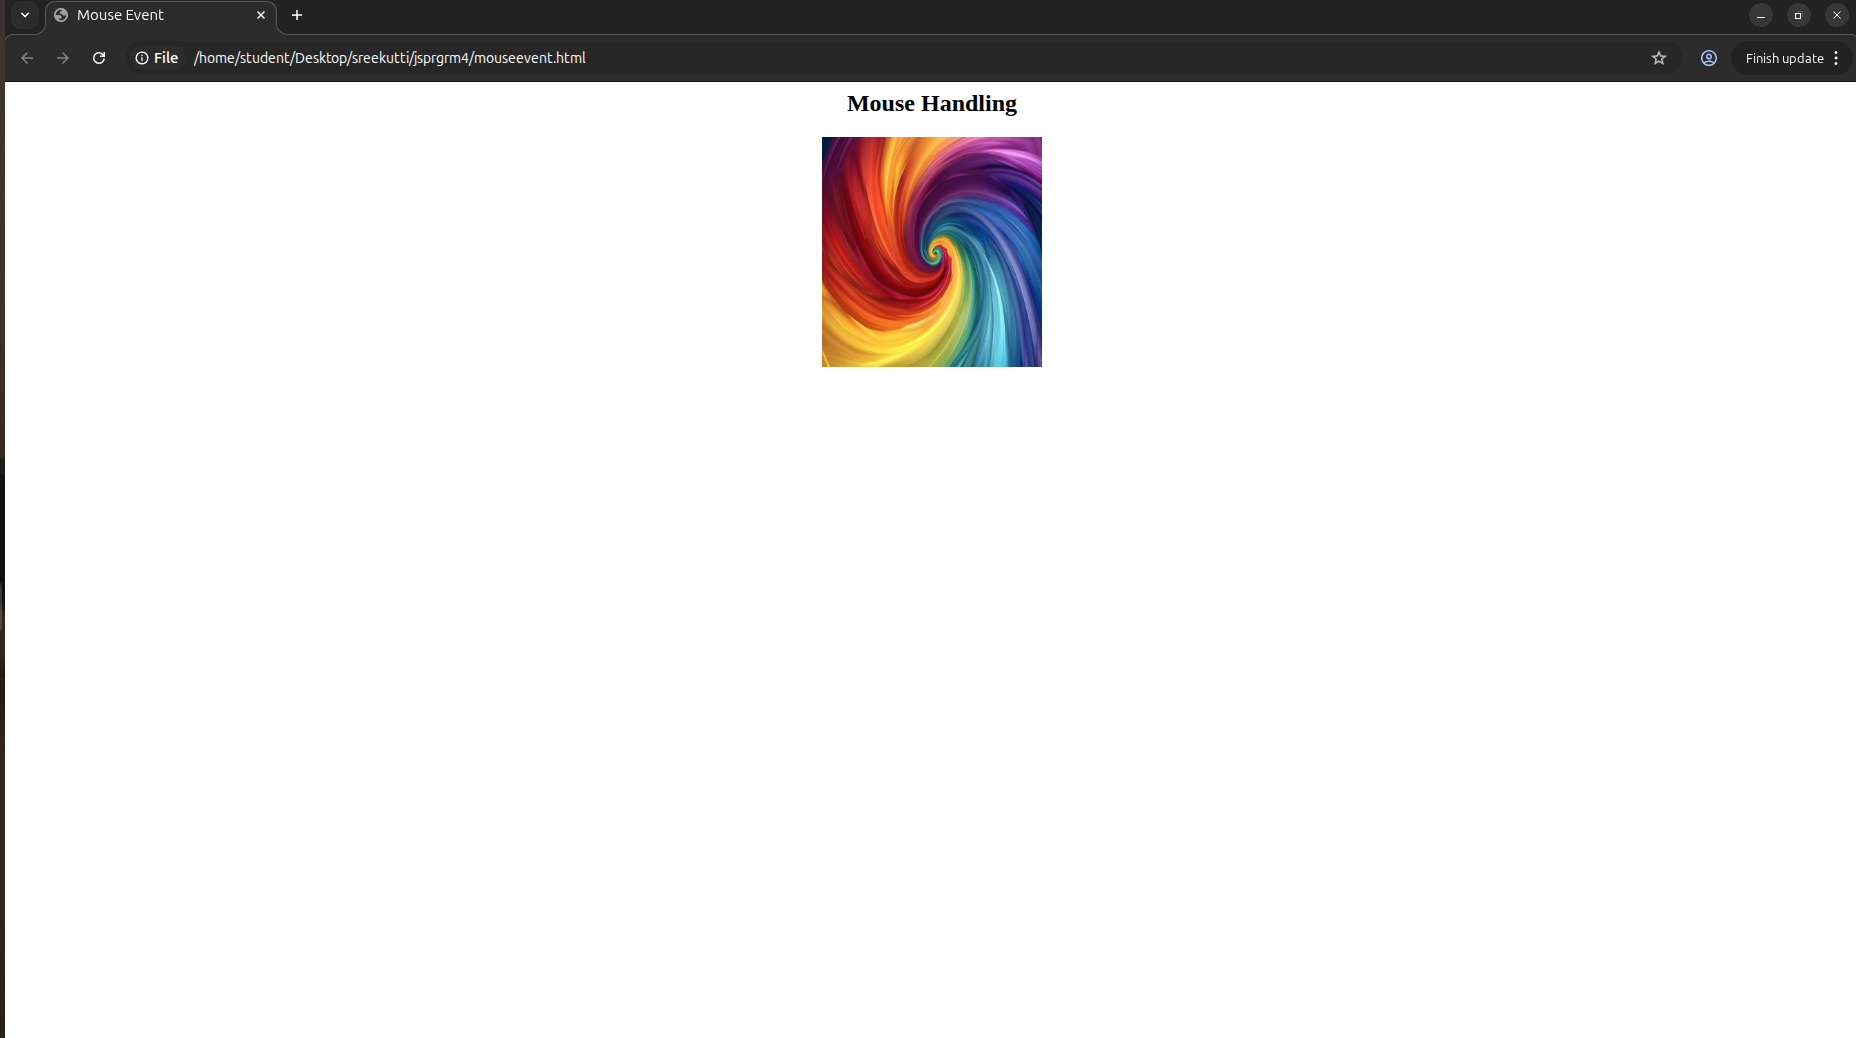 Mouse Event
File /home/student/Desktop/sreekutti/jsprgrm4/mouseevent.html
Finish update
Mouse Handling